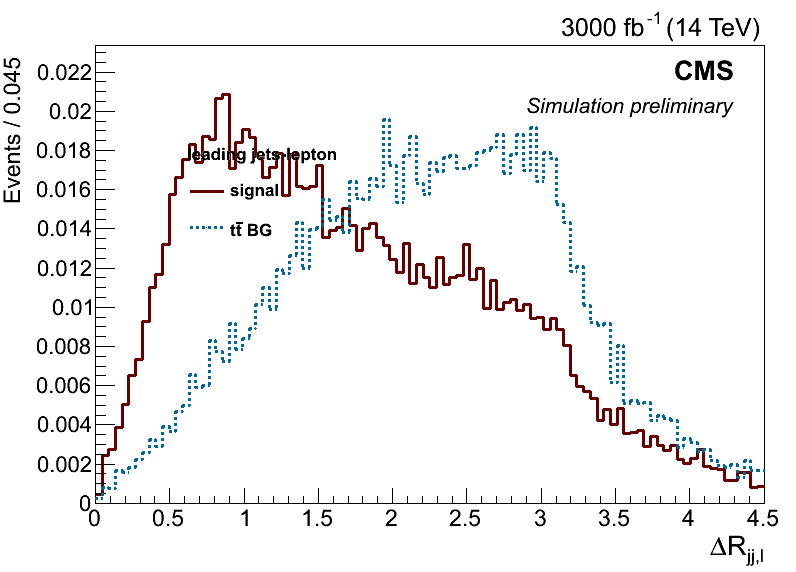 3000 fb⁻¹ (14 TeV)
CMS
Simulation preliminary
Events / 0.045
0.022
0.02
0.018
0.016
0.014
0.012
0.01
0.008
0.006
0.004
0.002
0
leading jets-lepton
signal
tt̄ BG
0 0.5 1 1.5 2 2.5 3 3.5 4 4.5
ΔR_jj,l